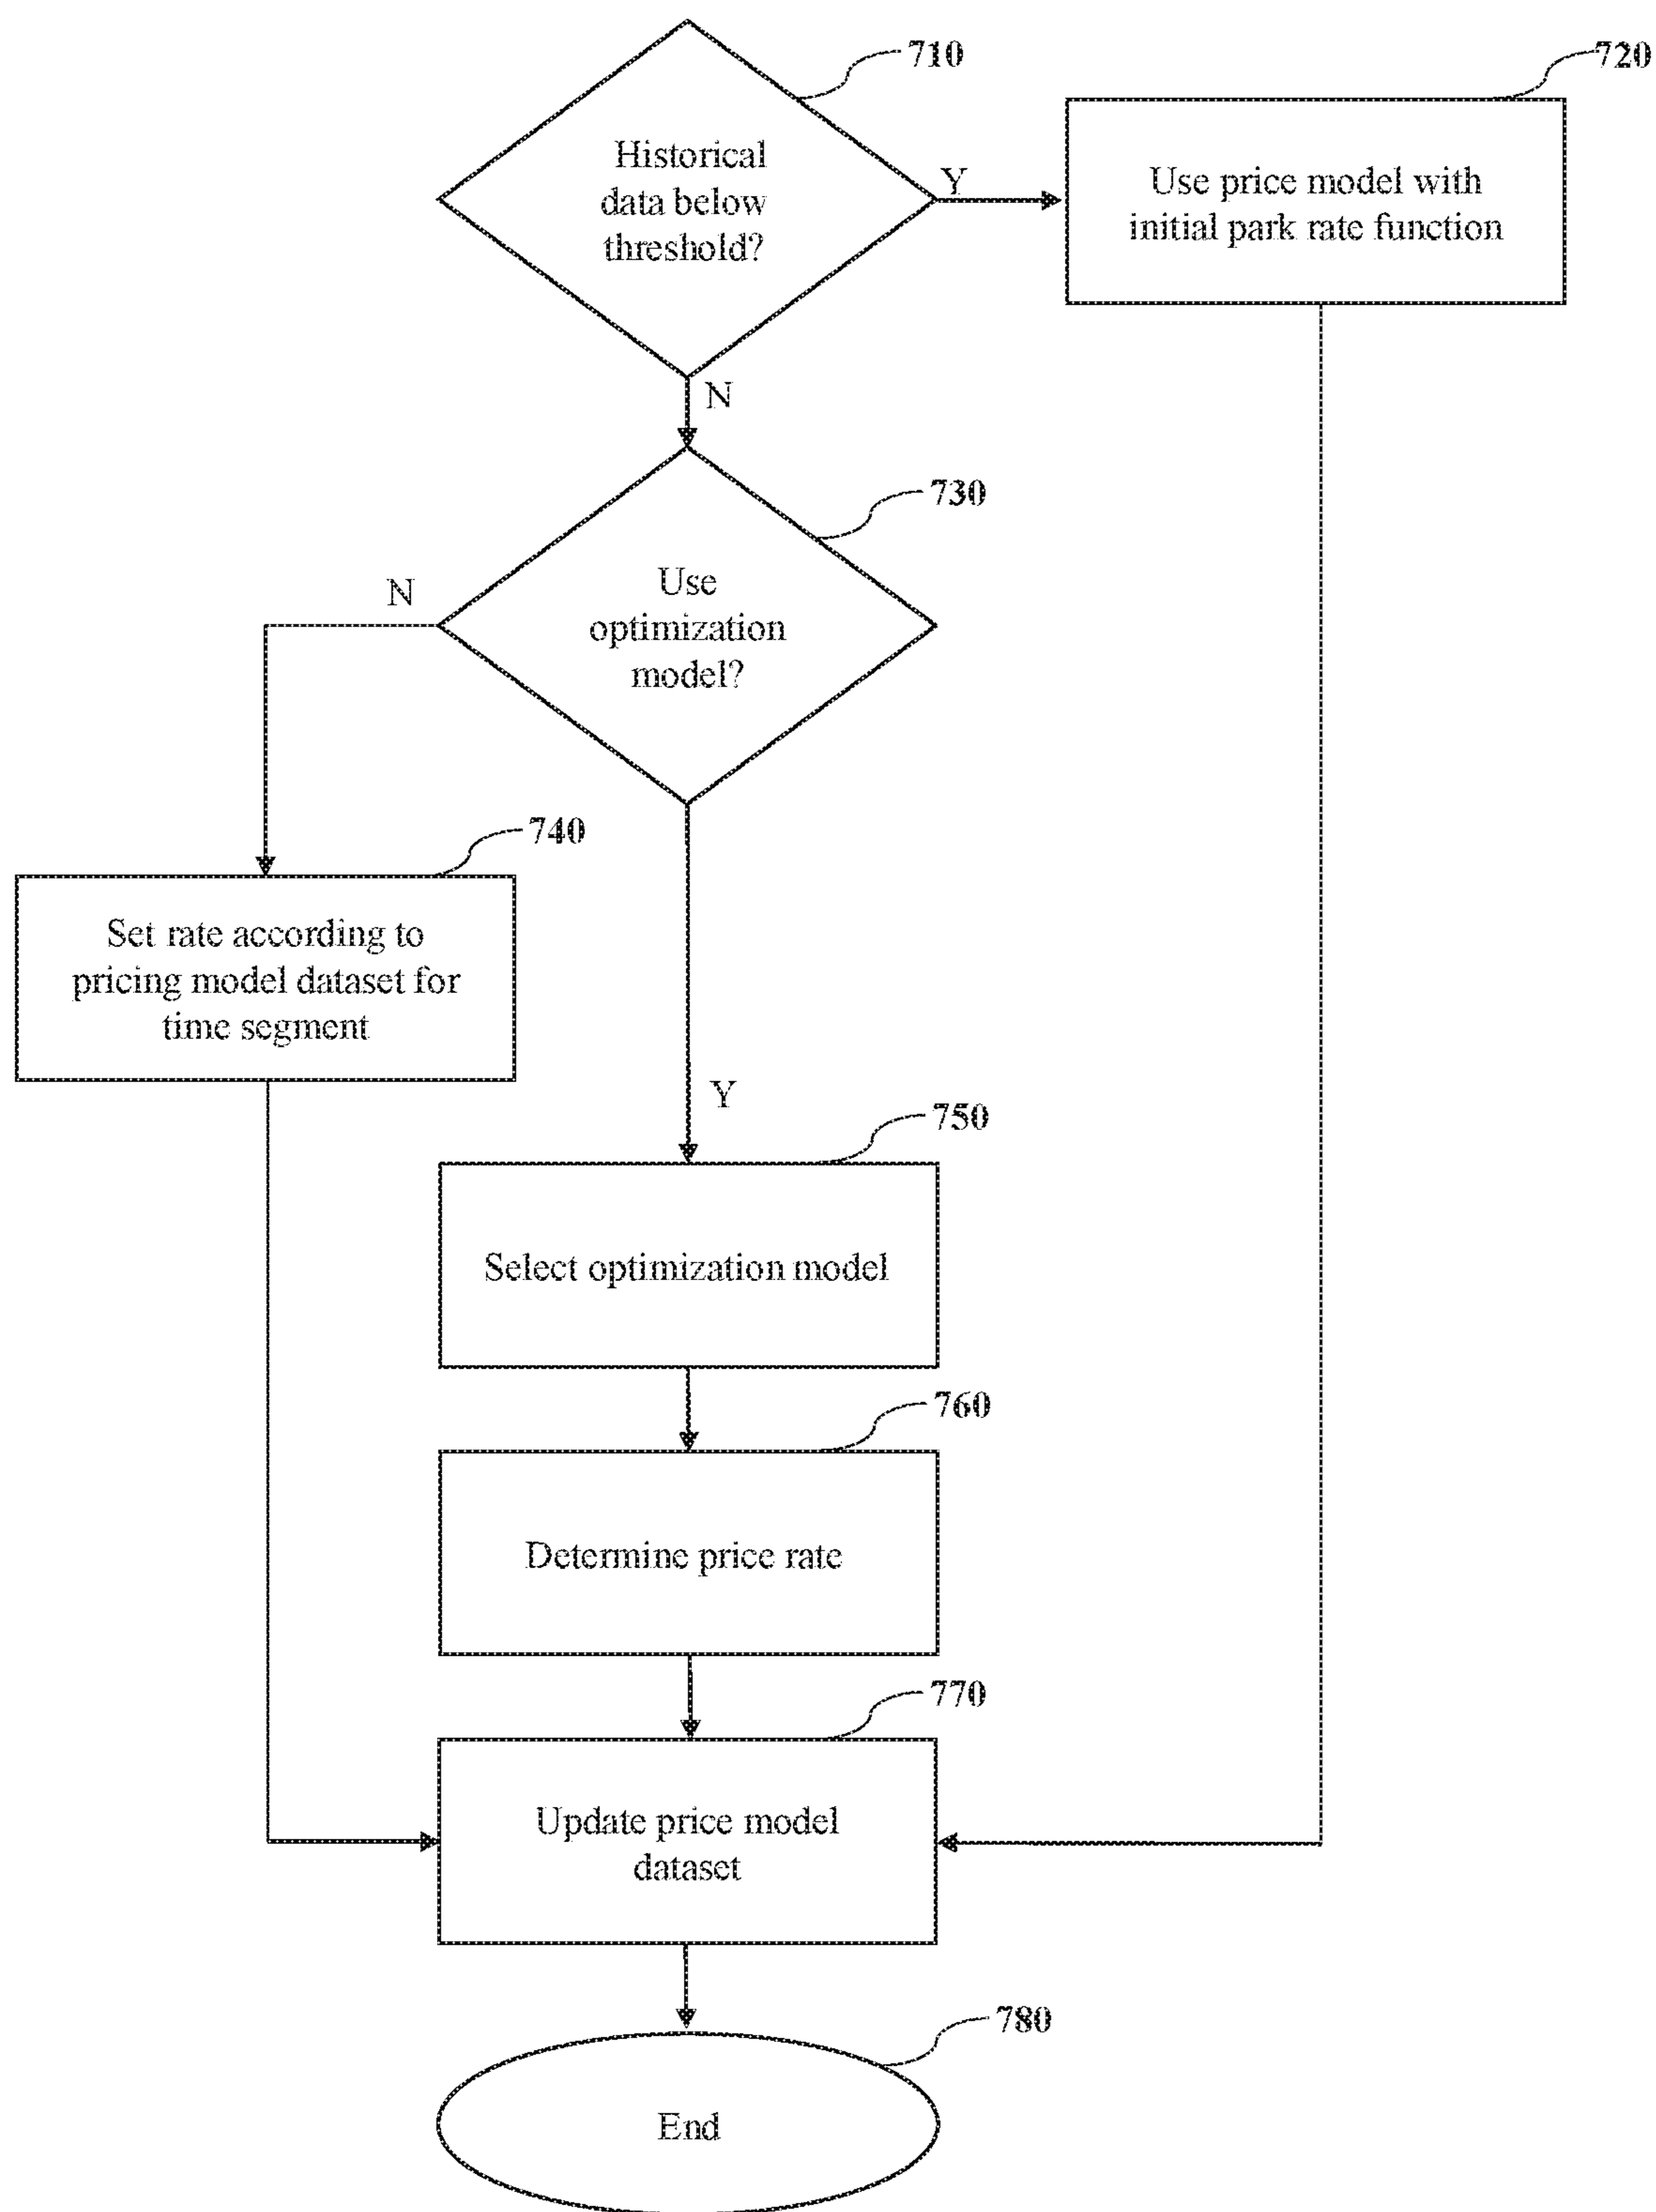 710
720
Historical
data below
threshold?
Y
Use price model with
initial park rate function
N
730
Use
optimization
model?
N
740
Set rate according to
pricing model dataset for
time segment
Y
750
Select optimization model
760
Determine price rate
770
Update price model
dataset
780
End